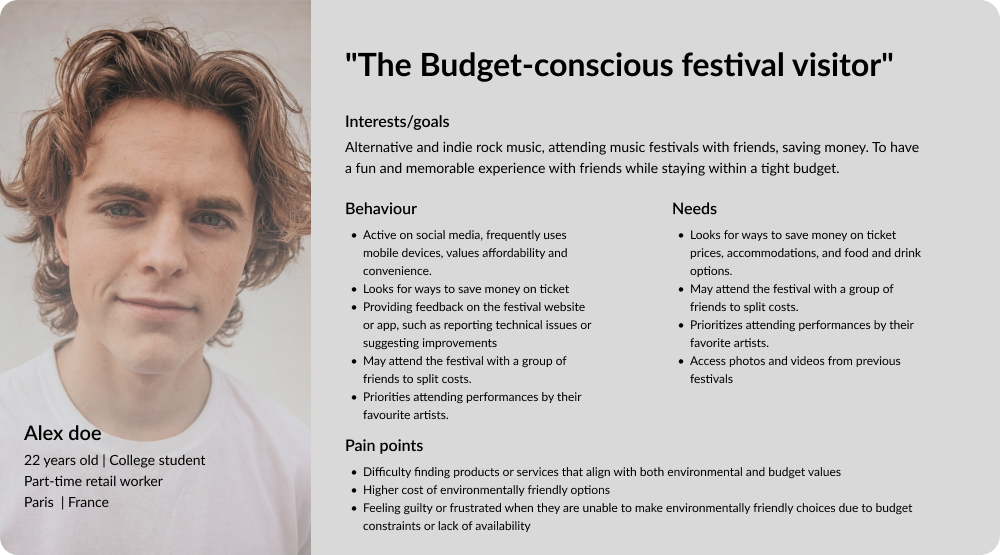 "The Budget-conscious festival visitor"
Interests/goals
Alternative and indie rock music, attending music festivals with friends, saving money. To have
a fun and memorable experience with friends while staying within a tight budget.
Behaviour
• Active on social media, frequently uses
mobile devices, values affordability and
convenience.
• Looks for ways to save money on ticket
• Providing feedback on the festival website
or app, such as reporting technical issues or
suggesting improvements
• May attend the festival with a group of
friends to split costs.
• Priorities attending performances by their
favourite artists.
Needs
• Looks for ways to save money on ticket
prices, accommodations, and food and drink
options.
• May attend the festival with a group of
friends to split costs.
• Prioritizes attending performances by their
favorite artists.
• Access photos and videos from previous
festivals
Pain points
• Difficulty finding products or services that align with both environmental and budget values
• Higher cost of environmentally friendly options
• Feeling guilty or frustrated when they are unable to make environmentally friendly choices due to budget
constraints or lack of availability
Alex doe
22 years old | College student
Part-time retail worker
Paris | France